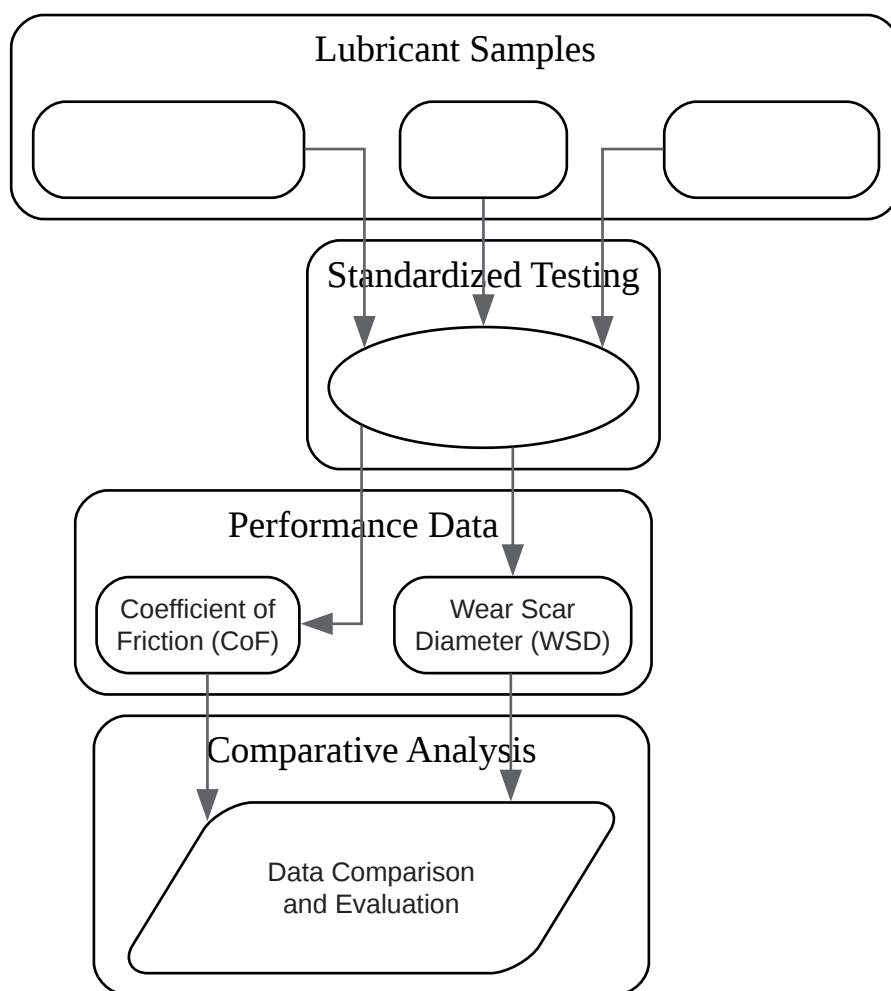 Lubricant Samples
Standardized Testing
Performance Data
Coefficient of
Friction (CoF)
Wear Scar
Diameter (WSD)
Comparative Analysis
Data Comparison
and Evaluation